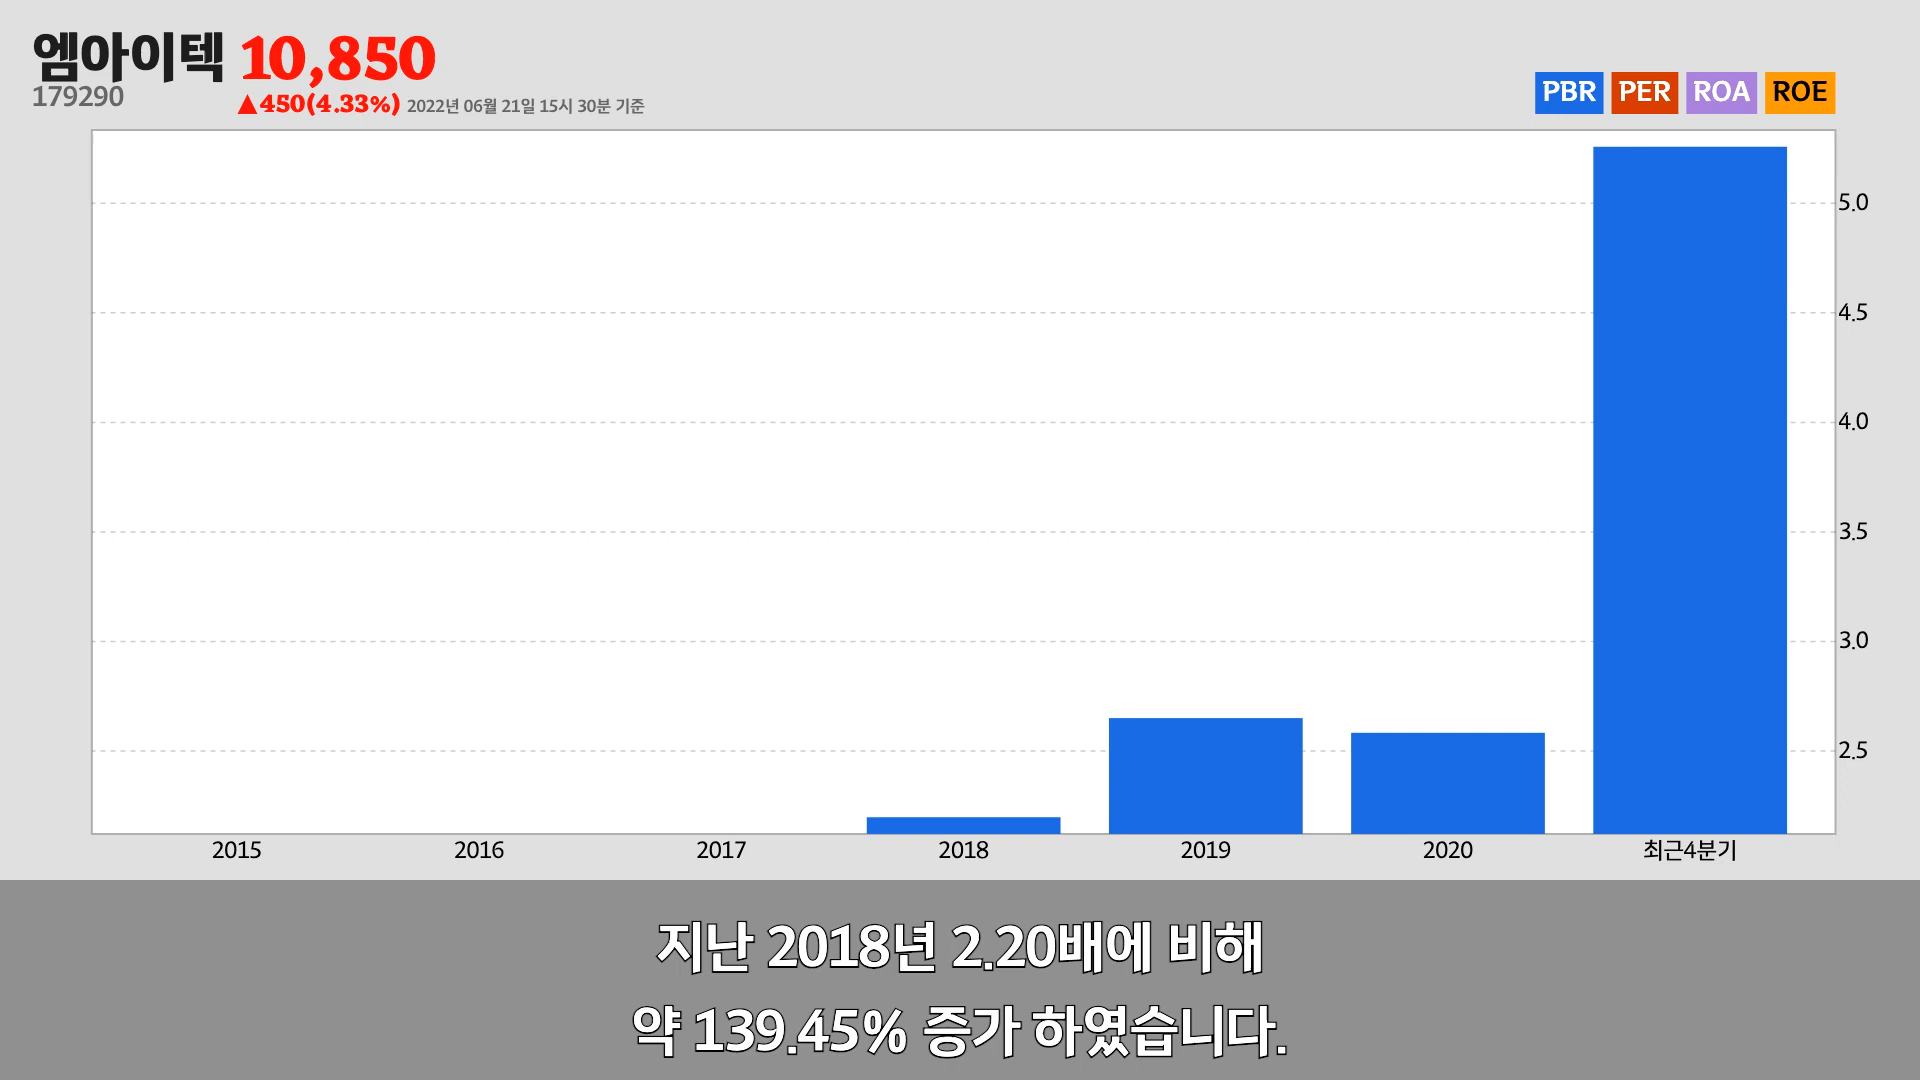 엠아이텍 10,850
179290
▲450(4.33%) 2022년 06월 21일 15시 30분 기준
PBR PER ROA ROE
5.0
4.5
4.0
3.5
3.0
2.5
2015 2016 2017 2018 2019 2020 최근4분기
지난 2018년 2.20배에 비해
약 139.45% 증가 하였습니다.